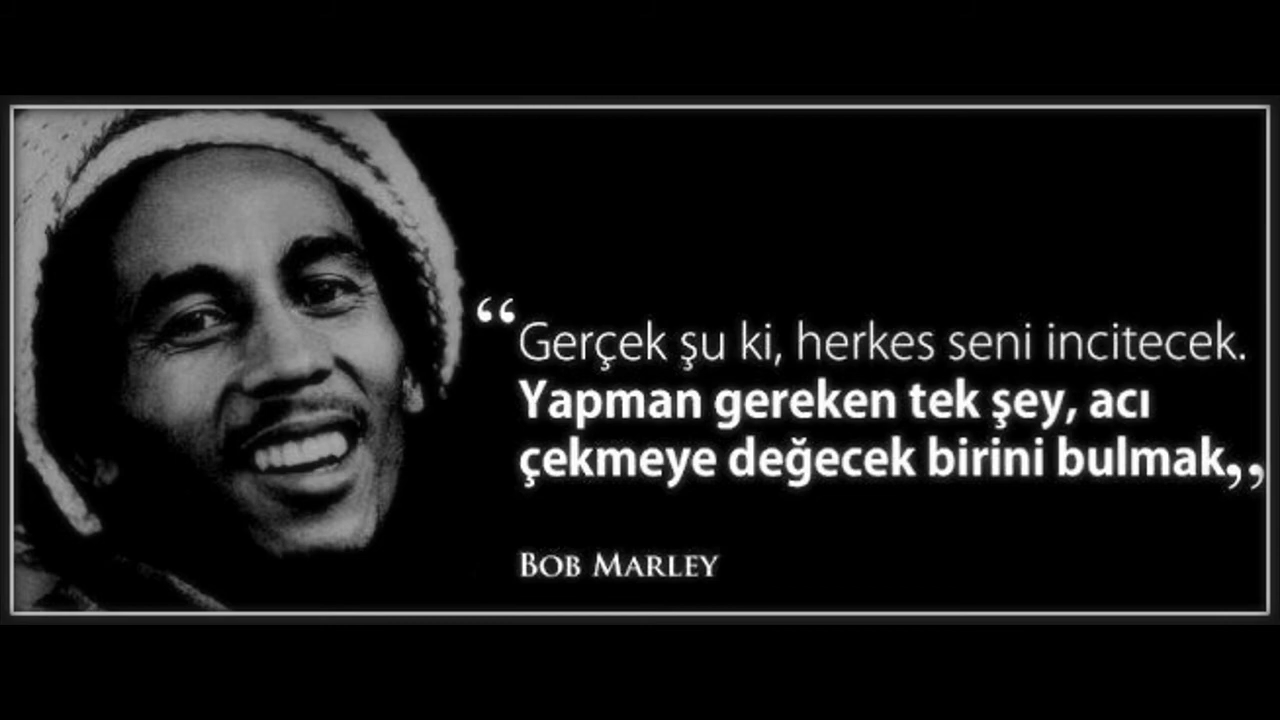 “Gerçek şu ki, herkes seni incitecek.
Yapman gereken tek şey, acı
çekmeye değecek birini bulmak„
BOB MARLEY